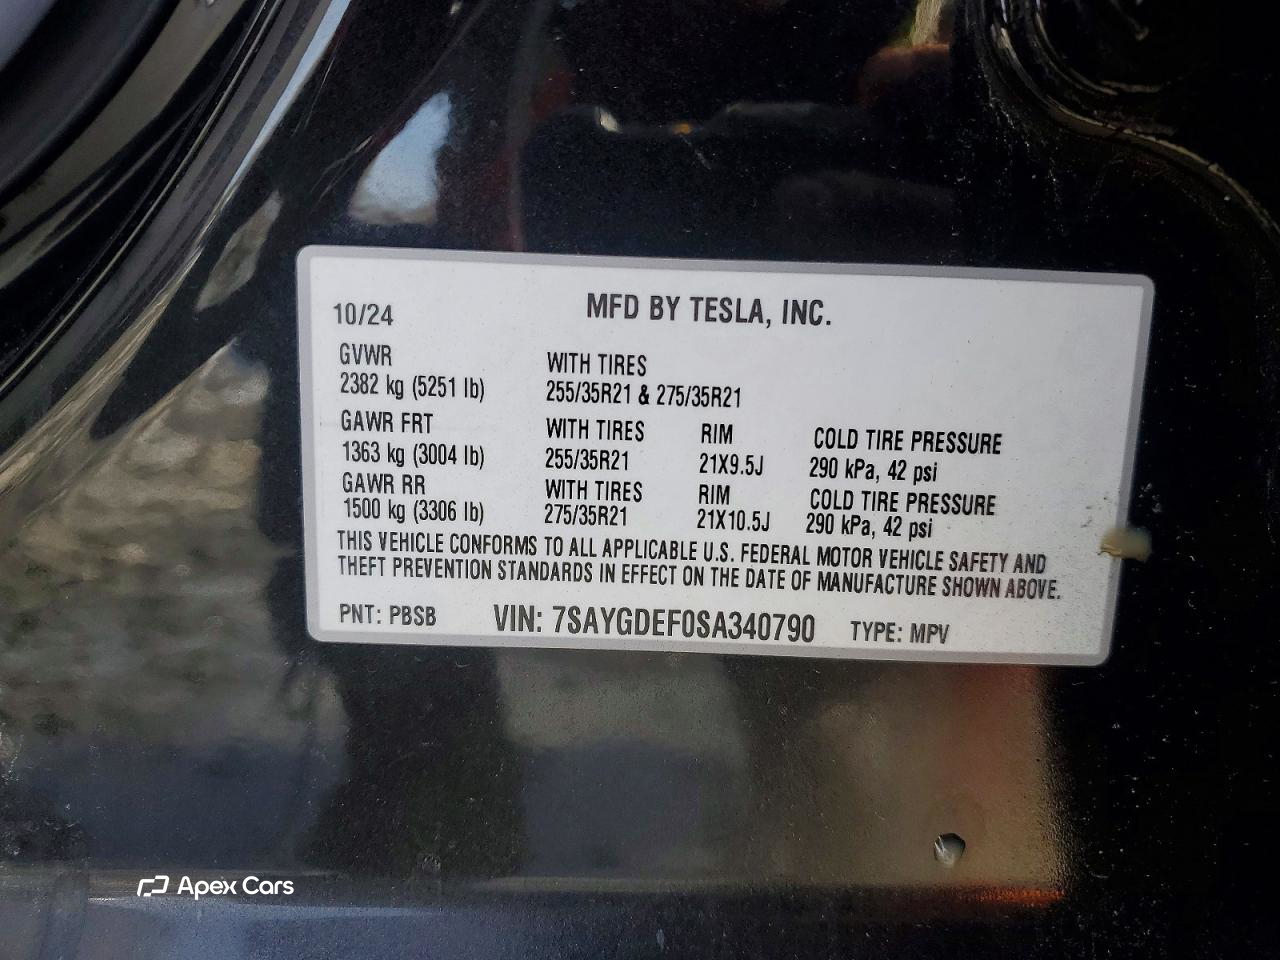 10/24 MFD BY TESLA, INC.
GVWR WITH TIRES
2382 kg (5251 lb) 255/35R21 & 275/35R21
GAWR FRT WITH TIRES RIM COLD TIRE PRESSURE
1363 kg (3004 lb) 255/35R21 21X9.5J 290 kPa, 42 psi
GAWR RR WITH TIRES RIM COLD TIRE PRESSURE
1500 kg (3306 lb) 275/35R21 21X10.5J 290 kPa, 42 psi
THIS VEHICLE CONFORMS TO ALL APPLICABLE U.S. FEDERAL MOTOR VEHICLE SAFETY AND
THEFT PREVENTION STANDARDS IN EFFECT ON THE DATE OF MANUFACTURE SHOWN ABOVE.
PNT: PBSB VIN: 7SAYGDEF0SA340790 TYPE: MPV
Apex Cars